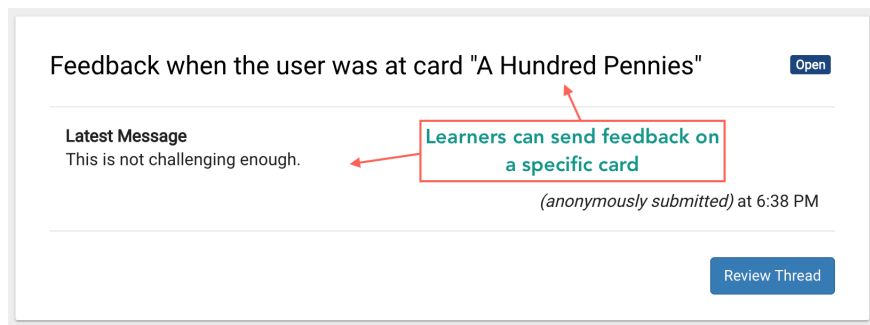 Feedback when the user was at card "A Hundred Pennies"
Open
Latest Message
This is not challenging enough.
Learners can send feedback on
a specific card
(anonymously submitted) at 6:38 PM
Review Thread